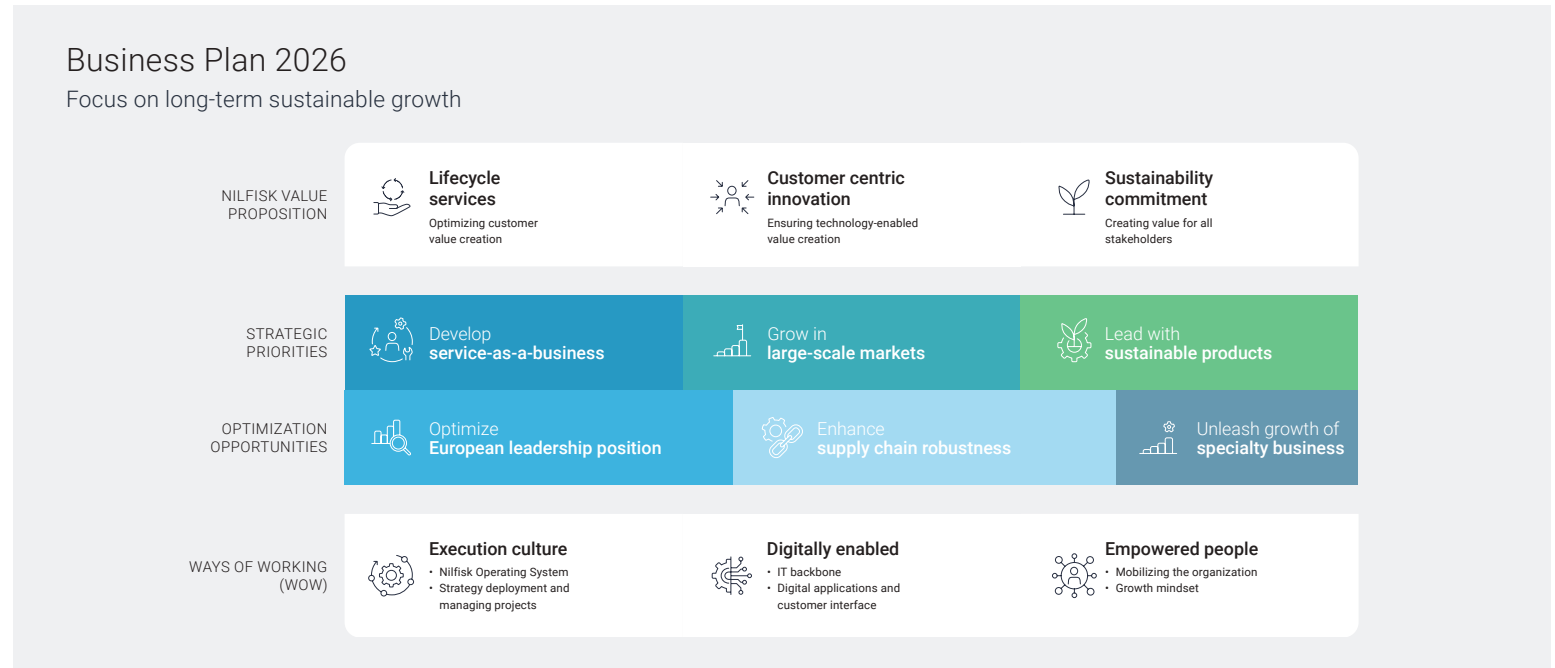 Business Plan 2026
Focus on long-term sustainable growth
NILFISK VALUE
PROPOSITION
Lifecycle
services
Optimizing customer
value creation
Customer centric
innovation
Ensuring technology-enabled
value creation
Sustainability
commitment
Creating value for all
stakeholders
STRATEGIC
PRIORITIES
Develop
service-as-a-business
Grow in
large-scale markets
Lead with
sustainable products
OPTIMIZATION
OPPORTUNITIES
Optimize
European leadership position
Enhance
supply chain robustness
Unleash growth of
specialty business
WAYS OF WORKING
(WOW)
Execution culture
• Nilfisk Operating System
• Strategy deployment and
managing projects
Digitally enabled
• IT backbone
• Digital applications and
customer interface
Empowered people
• Mobilizing the organization
• Growth mindset